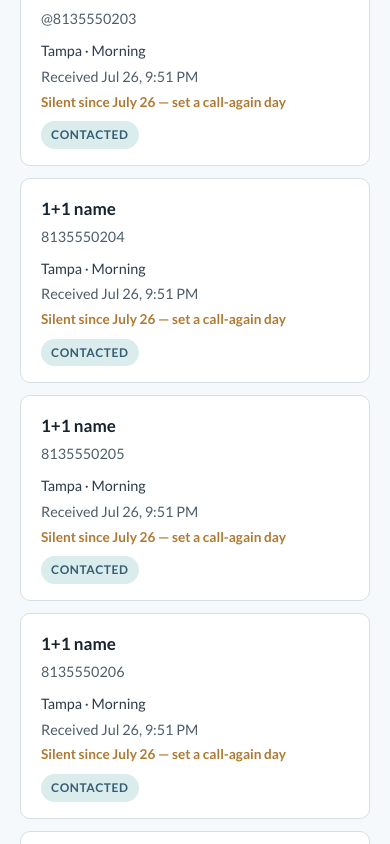 @8135550203
Tampa · Morning
Received Jul 26, 9:51 PM
Silent since July 26 — set a call-again day
CONTACTED
1+1 name
8135550204
Tampa · Morning
Received Jul 26, 9:51 PM
Silent since July 26 — set a call-again day
CONTACTED
1+1 name
8135550205
Tampa · Morning
Received Jul 26, 9:51 PM
Silent since July 26 — set a call-again day
CONTACTED
1+1 name
8135550206
Tampa · Morning
Received Jul 26, 9:51 PM
Silent since July 26 — set a call-again day
CONTACTED